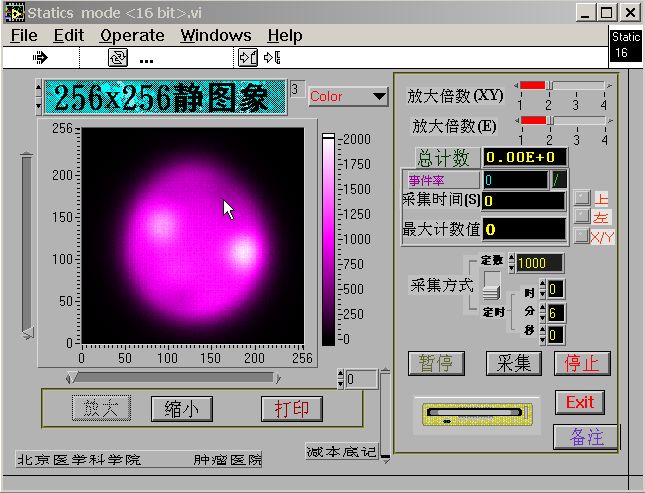 Statics mode <16 bit>.vi
File Edit Operate Windows Help
Static
16
256x256静图象
3
Color
256
200
150
100
50
0
0 50 100 150 200 256
2000
1750
1500
1250
1000
750
500
250
0
0
放大 缩小 打印
北京医学科学院 肿瘤医院
减本底记
放大倍数(XY)
1 2 3 4
放大倍数(E)
1 2 3 4
总计数 0.00E+0
事件率 0 /
采集时间(S) 0
最大计数值 0
上
左
X/Y
采集方式
定数 1000
定时
时 0
分 6
秒 0
暂停 采集 停止
Exit
备注